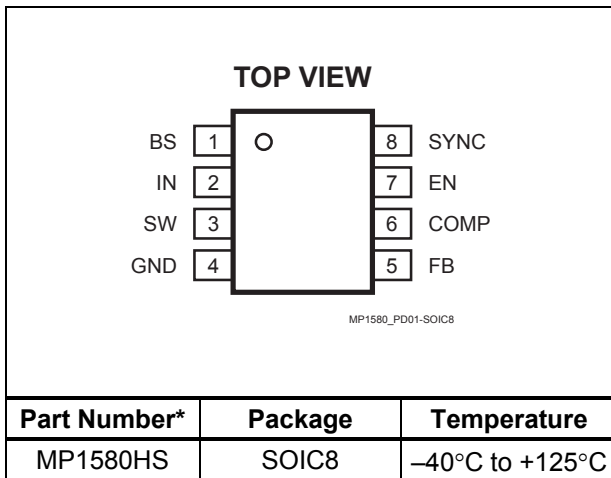 TOP VIEW
BS 1 8 SYNC
IN 2 7 EN
SW 3 6 COMP
GND 4 5 FB
MP1580_PD01-SOIC8
Part Number* Package Temperature
MP1580HS SOIC8 –40°C to +125°C